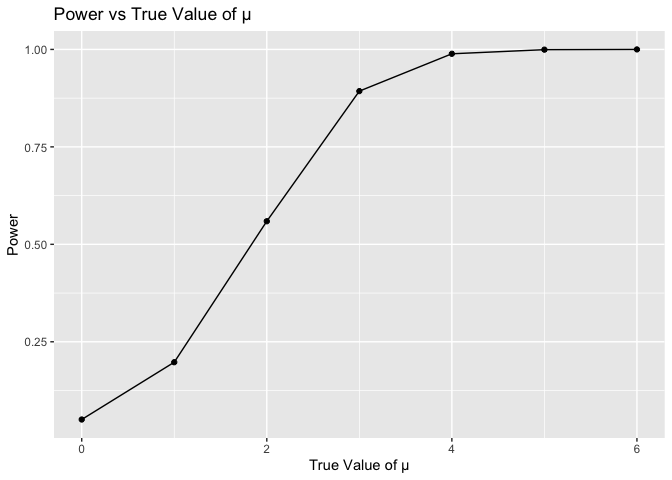 Power vs True Value of μ
1.00
0.75
0.50
0.25
Power
0 2 4 6
True Value of μ